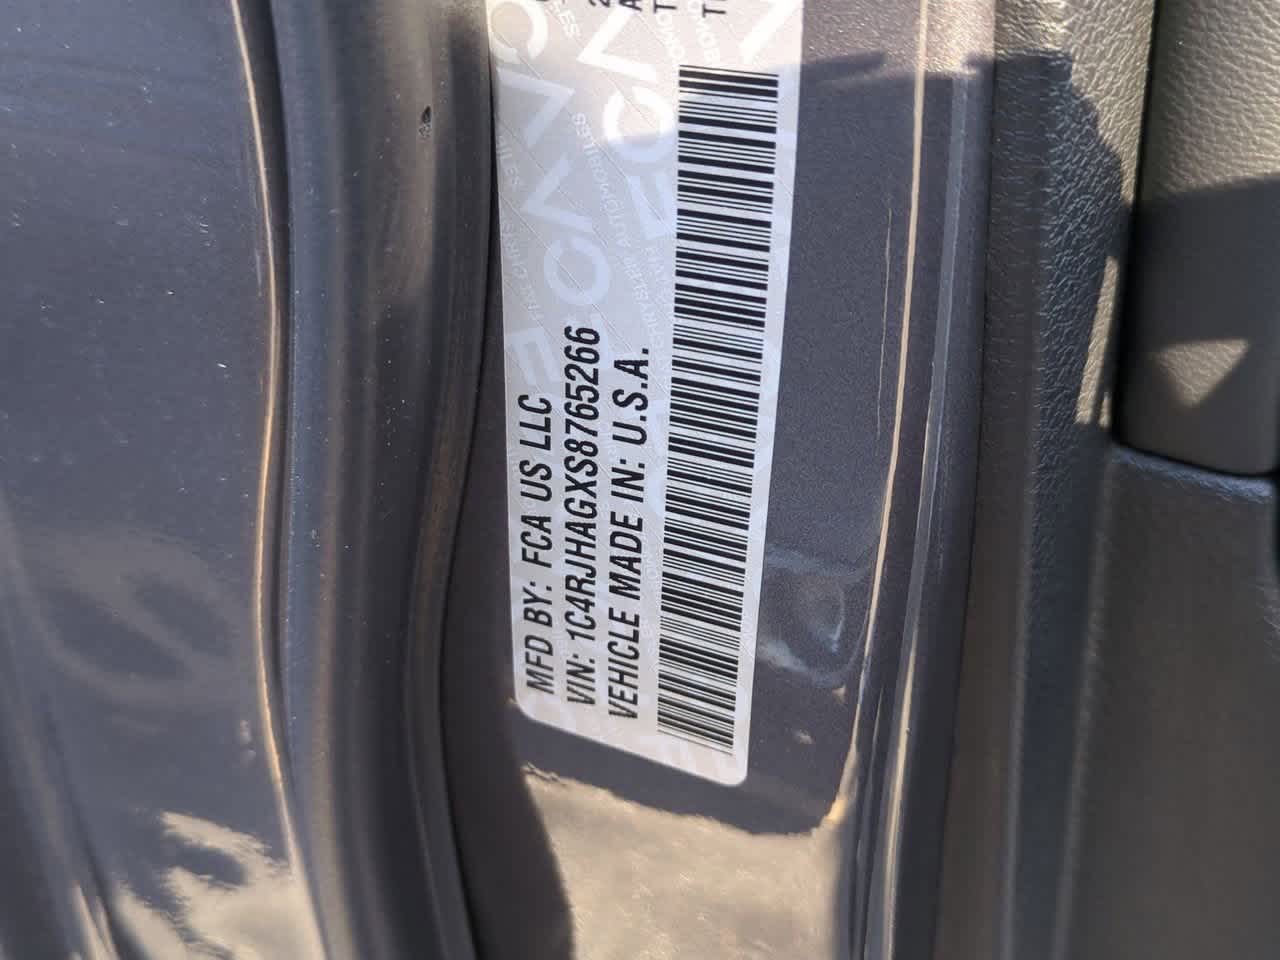 MFD BY: FCA US LLC
VIN: 1C4RJHAGXS8765266
VEHICLE MADE IN: U.S.A.